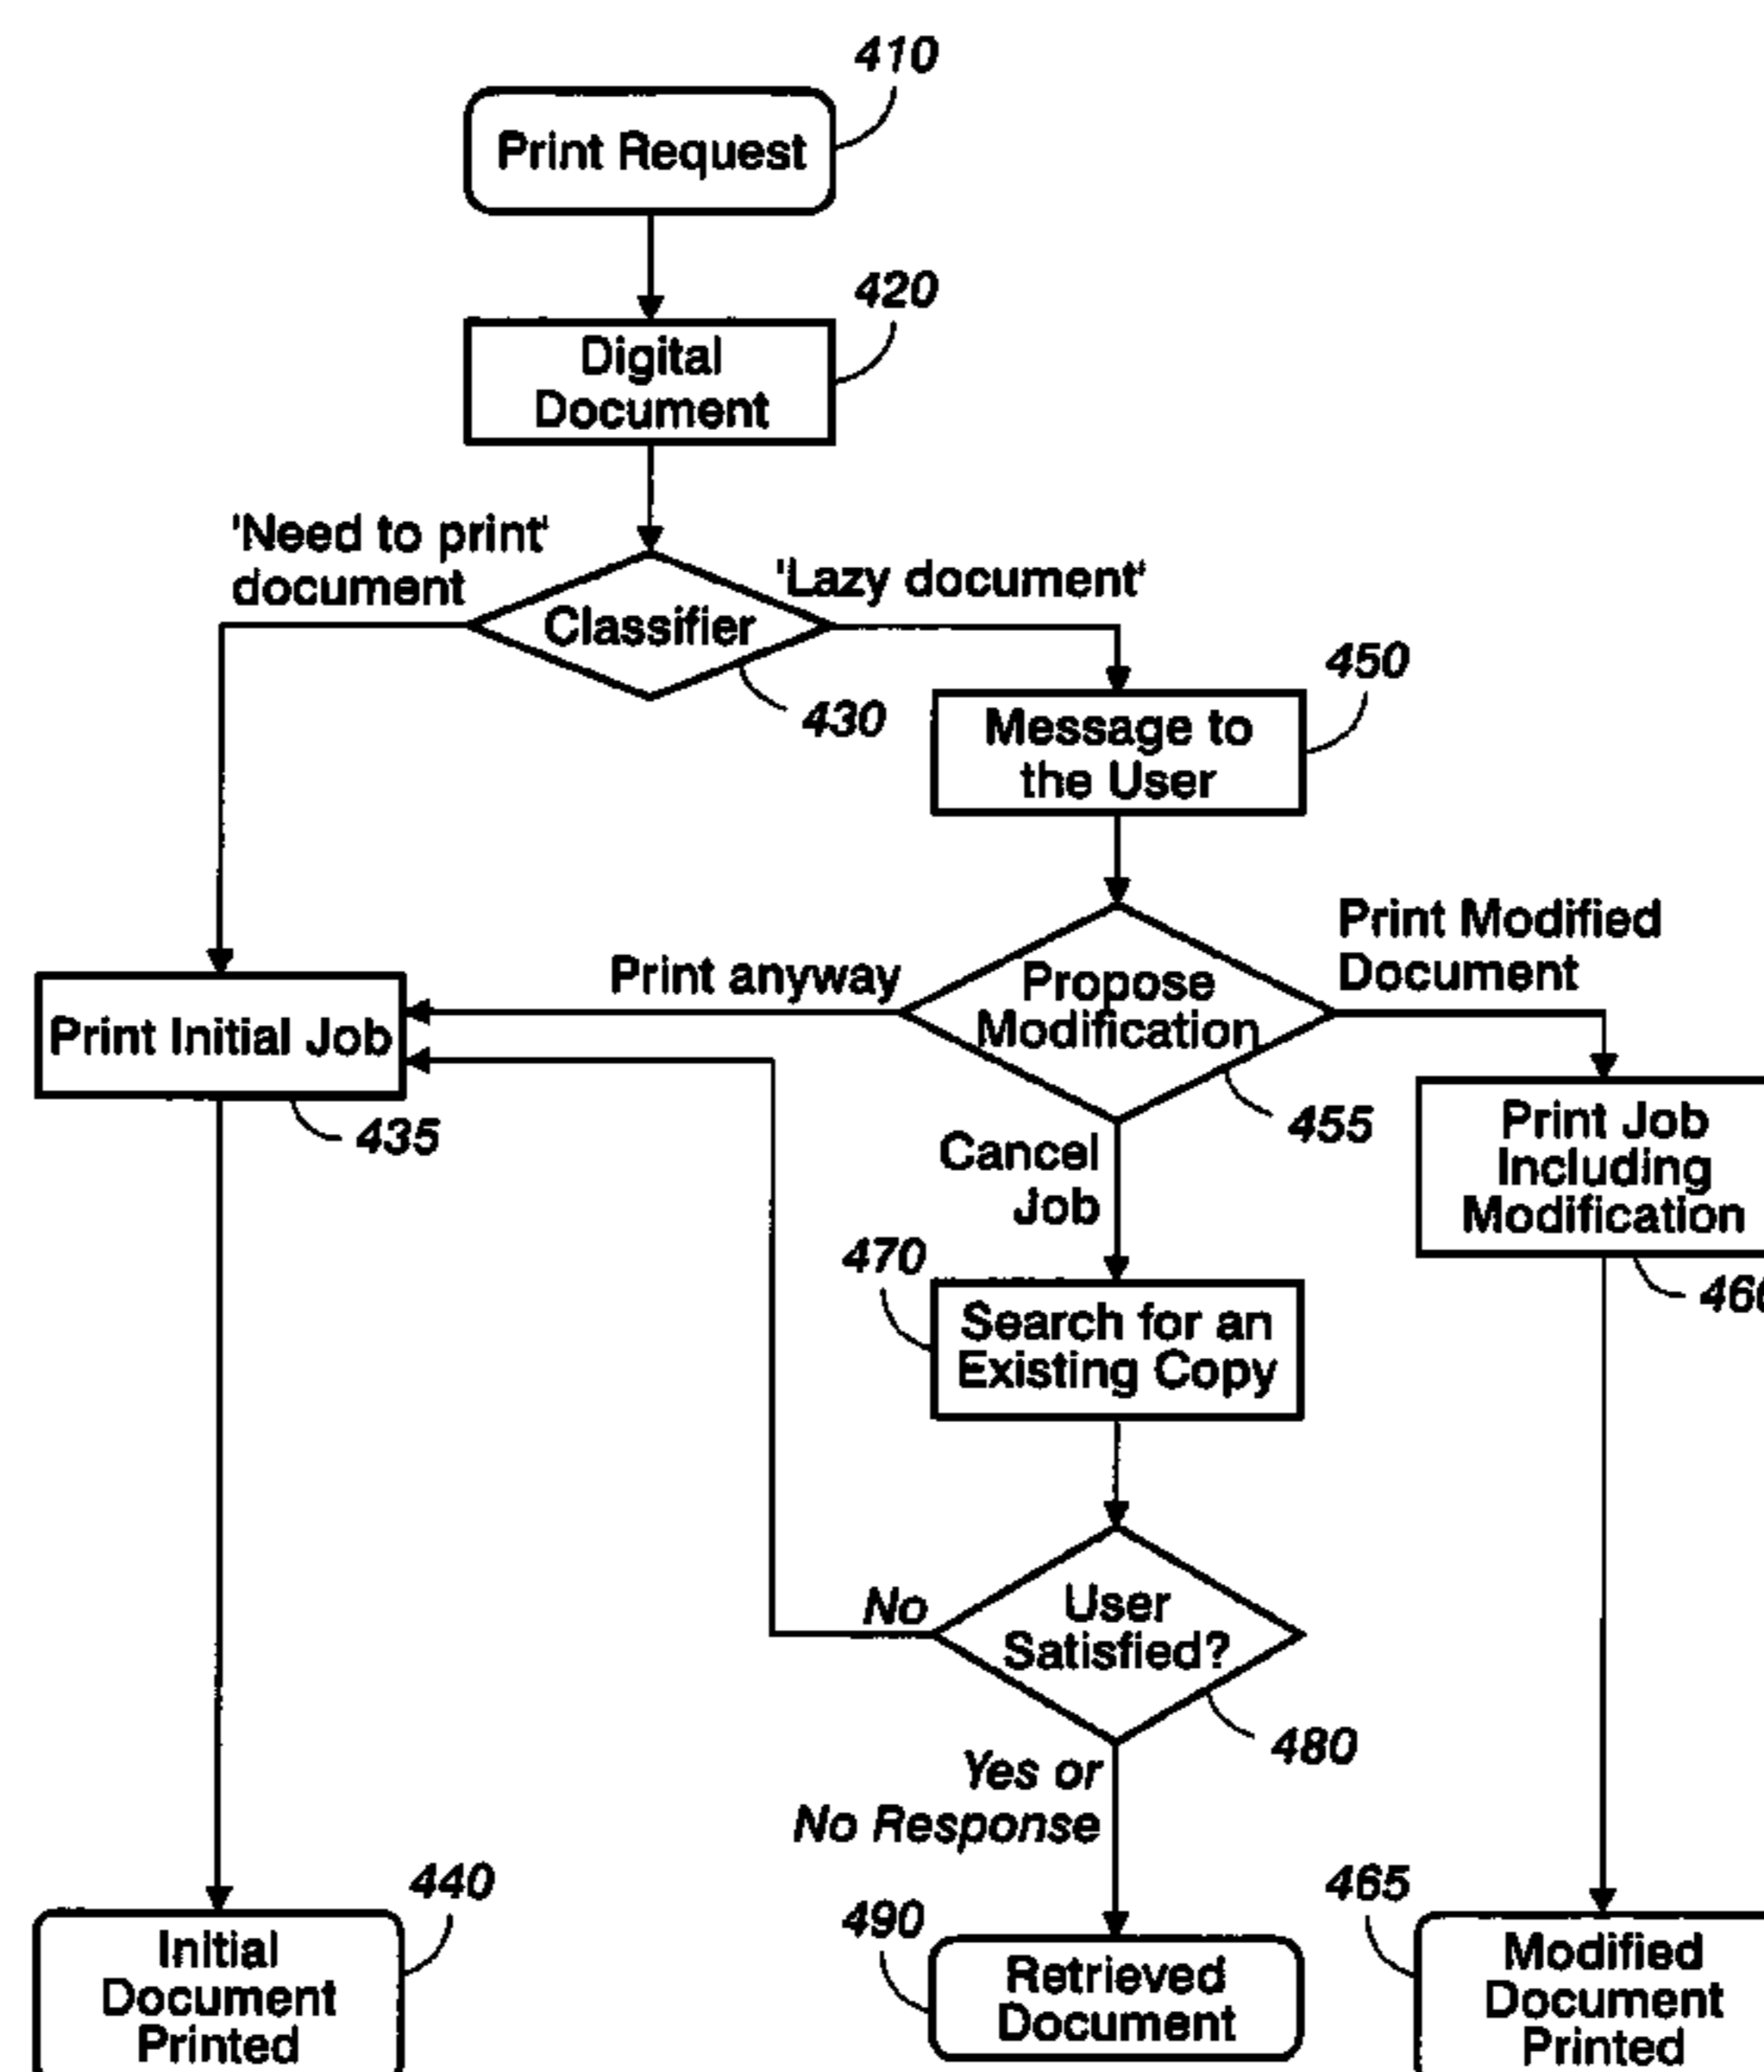 410
Print Request
420
Digital
Document
'Need to print'
document
'Lazy document'
Classifier
430
450
Message to
the User
Print Modified
Document
Print anyway
Propose
Modification
Print Initial Job
435
455
Cancel
Job
Print Job
Including
Modification
470
Search for an
Existing Copy
No
User
Satisfied?
480
Yes or
No Response
440
490
465
Initial
Document
Printed
Retrieved
Document
Modified
Document
Printed